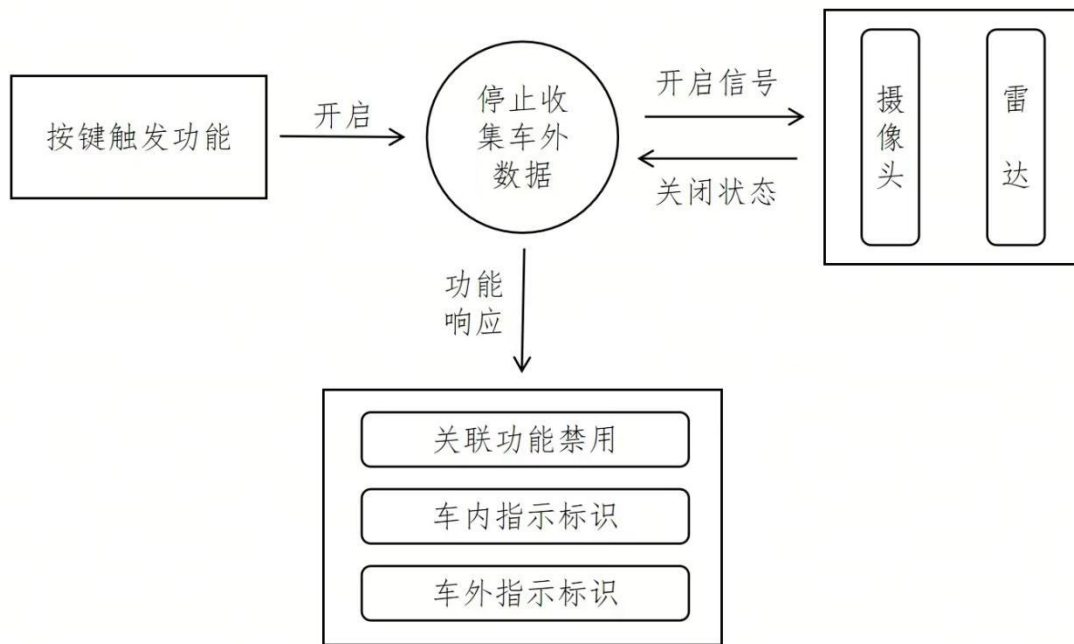 按键触发功能
开启
停止收
集车外
数据
开启信号
关闭状态
摄像头
雷达
功能
响应
关联功能禁用
车内指示标识
车外指示标识